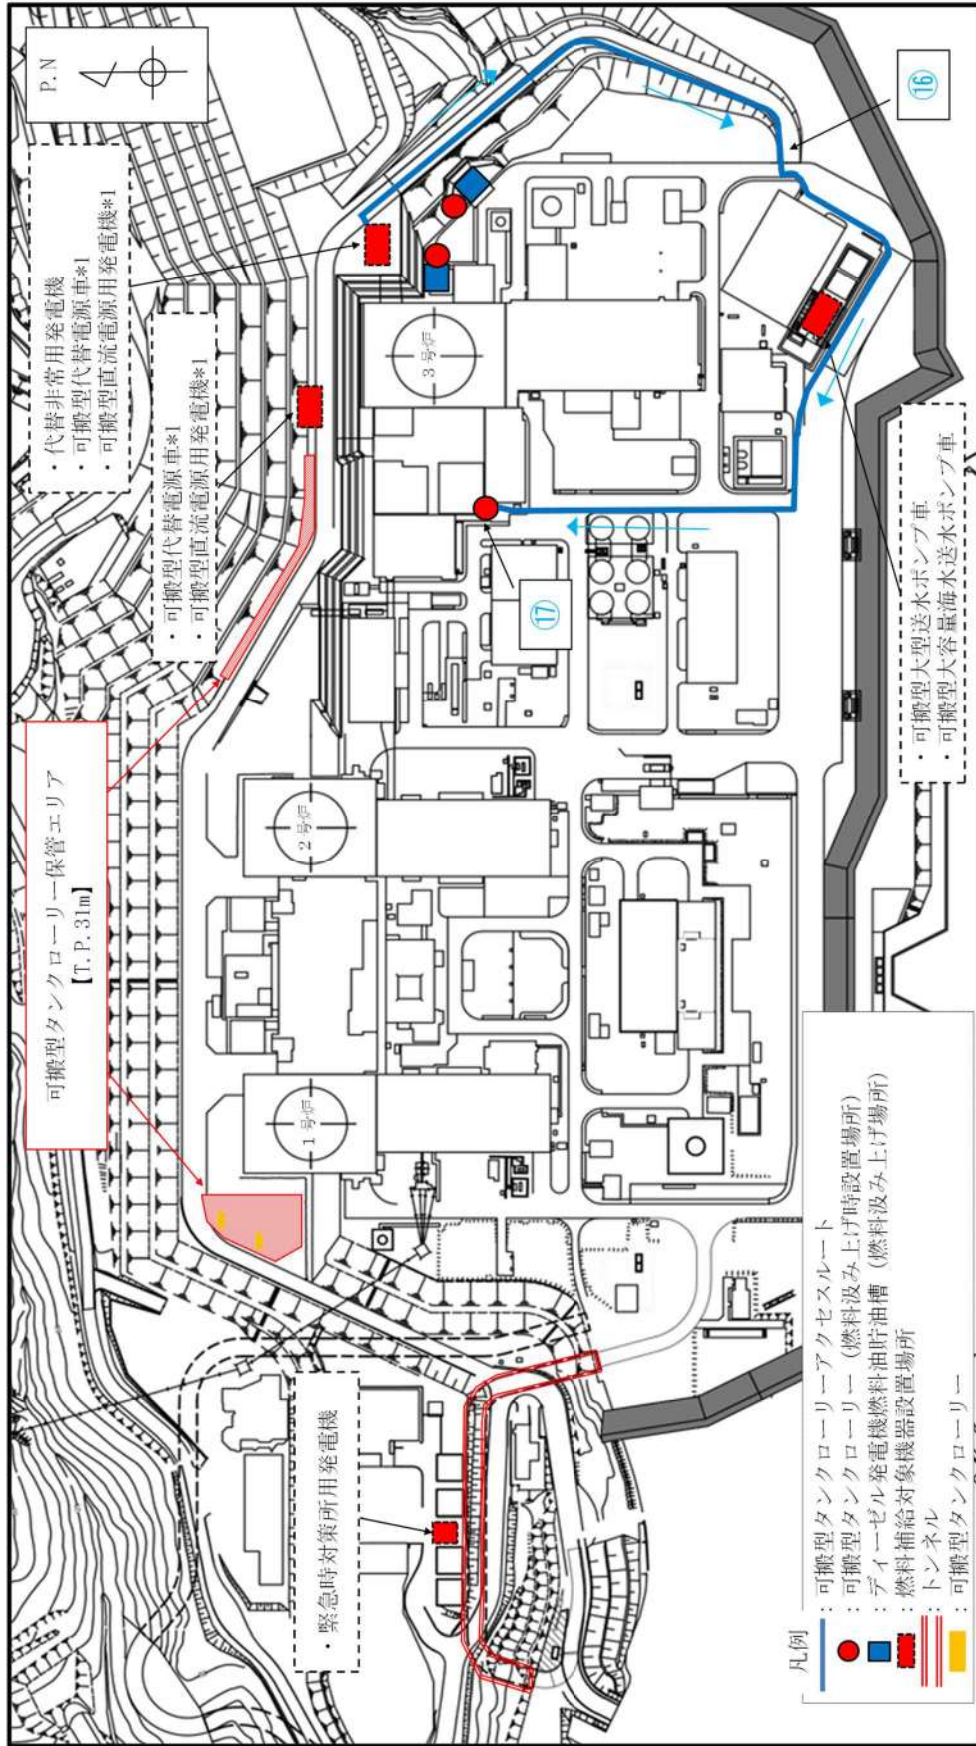 P.N
・代替非常用発電機
・可搬型代替電源車*1
・可搬型直流電源用発電機*1
・可搬型代替電源車*1
・可搬型直流電源用発電機*1
可搬型タンクローリー保管エリア
【T.P.31m】
・緊急時対策所用発電機
1号炉
2号炉
3号炉
⑯
⑰
・可搬型大型送水ポンプ車
・可搬型大容量海水送水ポンプ車
凡例
：可搬型タンクローリーアクセスルート
：可搬型タンクローリー（燃料汲み上げ時設置場所）
：ディーゼル発電機燃料油貯油槽（燃料汲み上げ場所）
：燃料補給対象機器設置場所
：トンネル
：可搬型タンクローリー